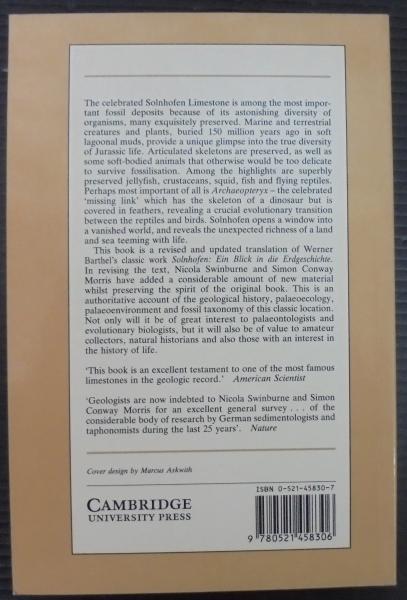 The celebrated Solnhofen Limestone is among the most impor-
tant fossil deposits because of its astonishing diversity of
organisms, many exquisitely preserved. Marine and terrestrial
creatures and plants, buried 150 million years ago in soft
lagoonal muds, provide a unique glimpse into the true diversity
of Jurassic life. Articulated skeletons are preserved, as well as
some soft-bodied animals that otherwise would be too delicate
to survive fossilisation. Among the highlights are superbly
preserved jellyfish, crustaceans, squid, fish and flying reptiles.
Perhaps most important of all is Archaeopteryx – the celebrated
'missing link' which has the skeleton of a dinosaur but is
covered in feathers, revealing a crucial evolutionary transition
between the reptiles and birds. Solnhofen opens a window into
a vanished world, and reveals the unexpected richness of a land
and sea teeming with life.
This book is a revised and updated translation of Werner
Barthel's classic work Solnhofen: Ein Blick in die Erdgeschichte.
In revising the text, Nicola Swinburne and Simon Conway
Morris have added a considerable amount of new material
whilst preserving the spirit of the original book. This is an
authoritative account of the geological history, palaeoecology,
palaeoenvironment and fossil taxonomy of this classic location.
Not only will it be of great interest to palaeontologists and
evolutionary biologists, but it will also be of value to amateur
collectors, natural historians and also those with an interest in
the history of life.
'This book is an excellent testament to one of the most famous
limestones in the geologic record.' American Scientist
'Geologists are now indebted to Nicola Swinburne and Simon
Conway Morris for an excellent general survey . . . of the
considerable body of research by German sedimentologists and
taphonomists during the last 25 years'. Nature
Cover design by Marcus Askwith
CAMBRIDGE
UNIVERSITY PRESS
ISBN 0-521-45830-7
9 780521 458306